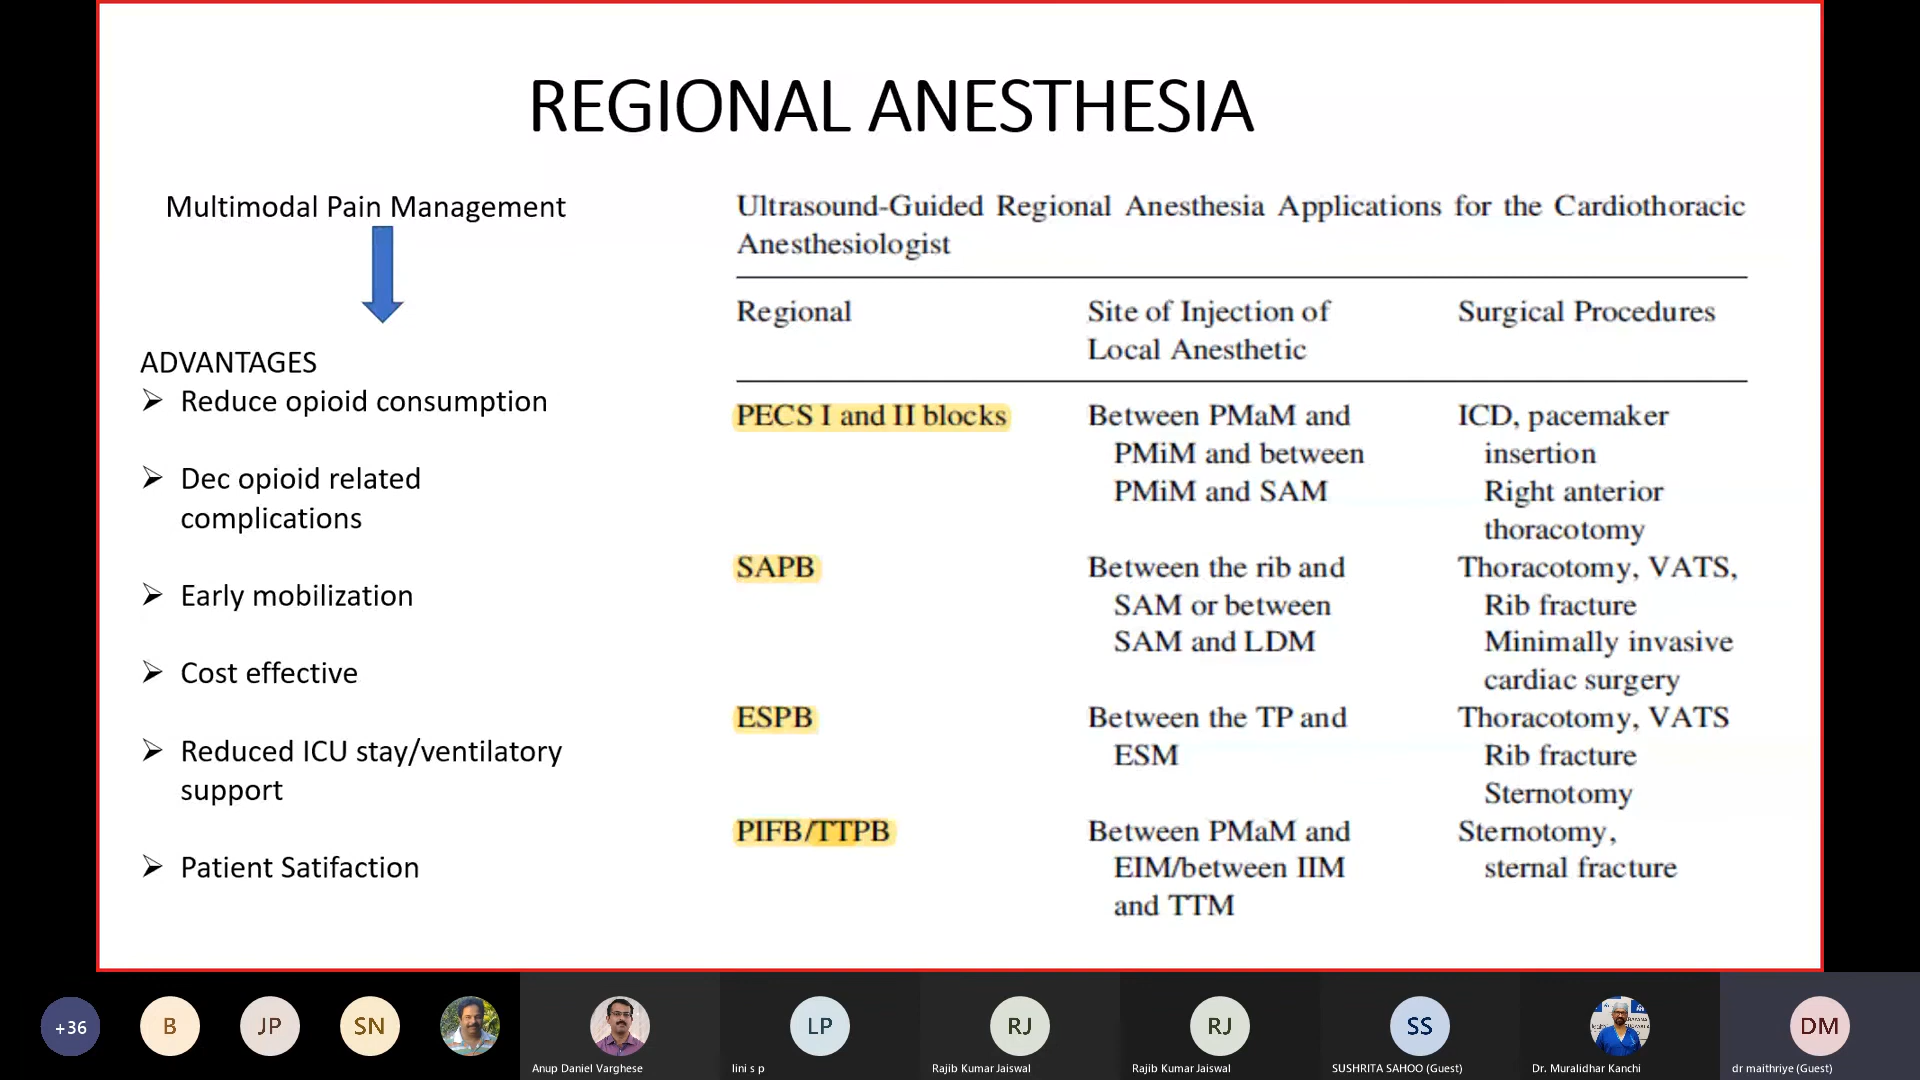 REGIONAL ANESTHESIA
Multimodal Pain Management
ADVANTAGES
Reduce opioid consumption
Dec opioid related
complications
Early mobilization
Cost effective
Reduced ICU stay/ventilatory
support
Patient Satifaction
Ultrasound-Guided Regional Anesthesia Applications for the Cardiothoracic
Anesthesiologist
Regional
Site of Injection of
Local Anesthetic
Surgical Procedures
PECS I and II blocks
Between PMaM and
PMiM and between
PMiM and SAM
ICD, pacemaker
insertion
Right anterior
thoracotomy
SAPB
Between the rib and
SAM or between
SAM and LDM
Thoracotomy, VATS,
Rib fracture
Minimally invasive
cardiac surgery
ESPB
Between the TP and
ESM
Thoracotomy, VATS
Rib fracture
Sternotomy
PIFB/TTPB
Between PMaM and
EIM/between IIM
and TTM
Sternotomy,
sternal fracture
+36
B
JP
SN
Anup Daniel Varghese
LP
lini s p
RJ
Rajib Kumar Jaiswal
RJ
Rajib Kumar Jaiswal
SS
SUSHRITA SAHOO (Guest)
Dr. Muralidhar Kanchi
DM
dr maithriye (Guest)